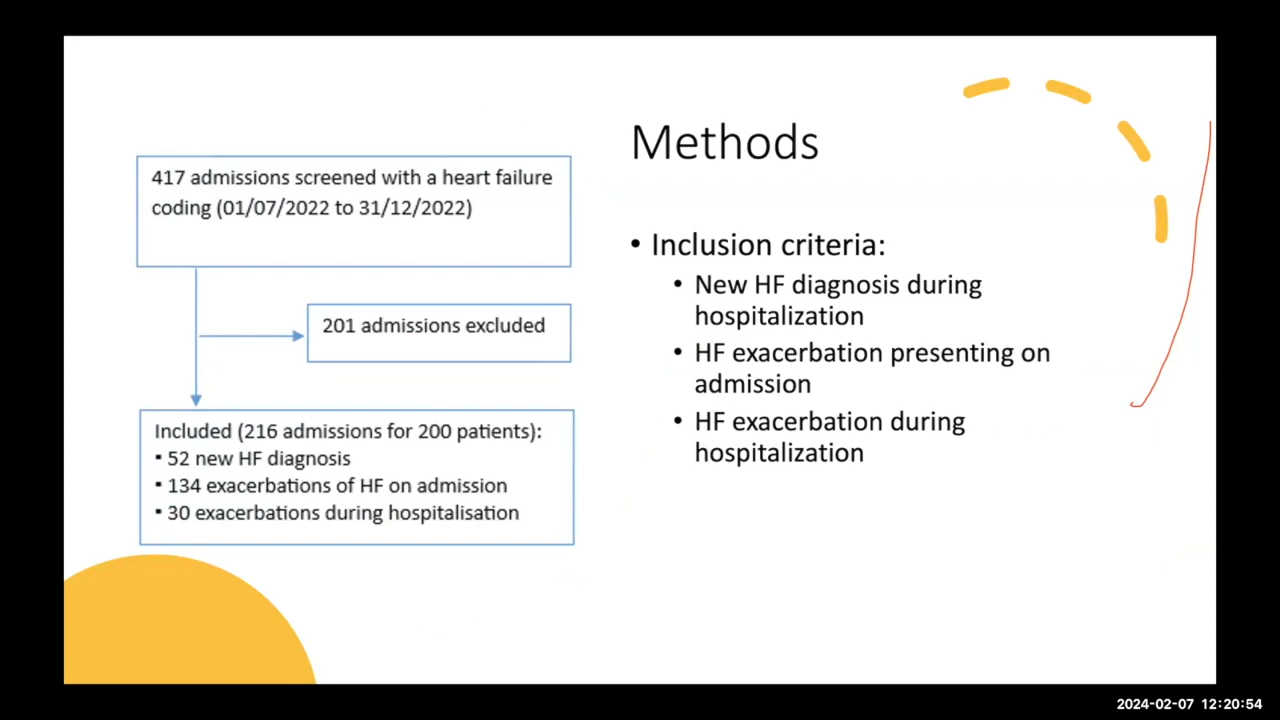 417 admissions screened with a heart failure
coding (01/07/2022 to 31/12/2022)
201 admissions excluded
Included (216 admissions for 200 patients):
▪ 52 new HF diagnosis
▪ 134 exacerbations of HF on admission
▪ 30 exacerbations during hospitalisation
Methods
• Inclusion criteria:
• New HF diagnosis during
hospitalization
• HF exacerbation presenting on
admission
• HF exacerbation during
hospitalization
2024-02-07 12:20:54